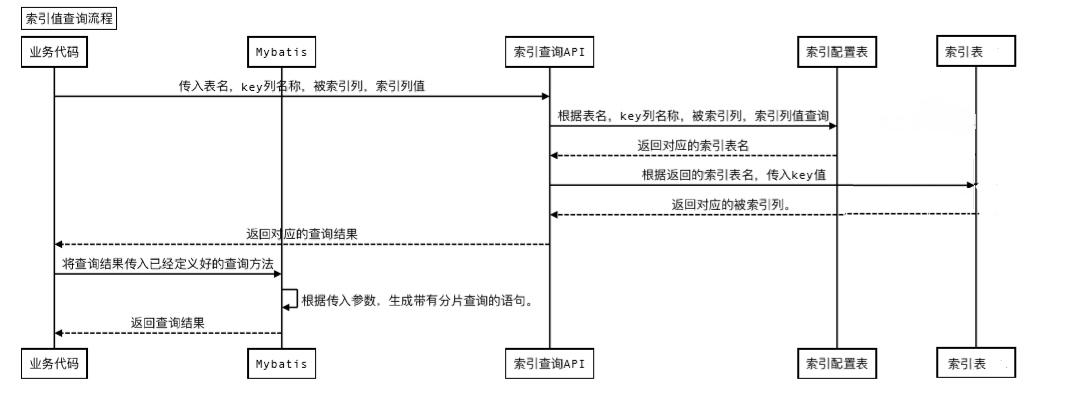 索引值查询流程
业务代码 Mybatis 索引查询API 索引配置表 索引表
传入表名，key列名称，被索引列，索引列值
根据表名，key列名称，被索引列，索引列值查询
返回对应的索引表名
根据返回的索引表名，传入key值
返回对应的被索引列。
返回对应的查询结果
将查询结果传入已经定义好的查询方法
根据传入参数，生成带有分片查询的语句。
返回查询结果
业务代码 Mybatis 索引查询API 索引配置表 索引表